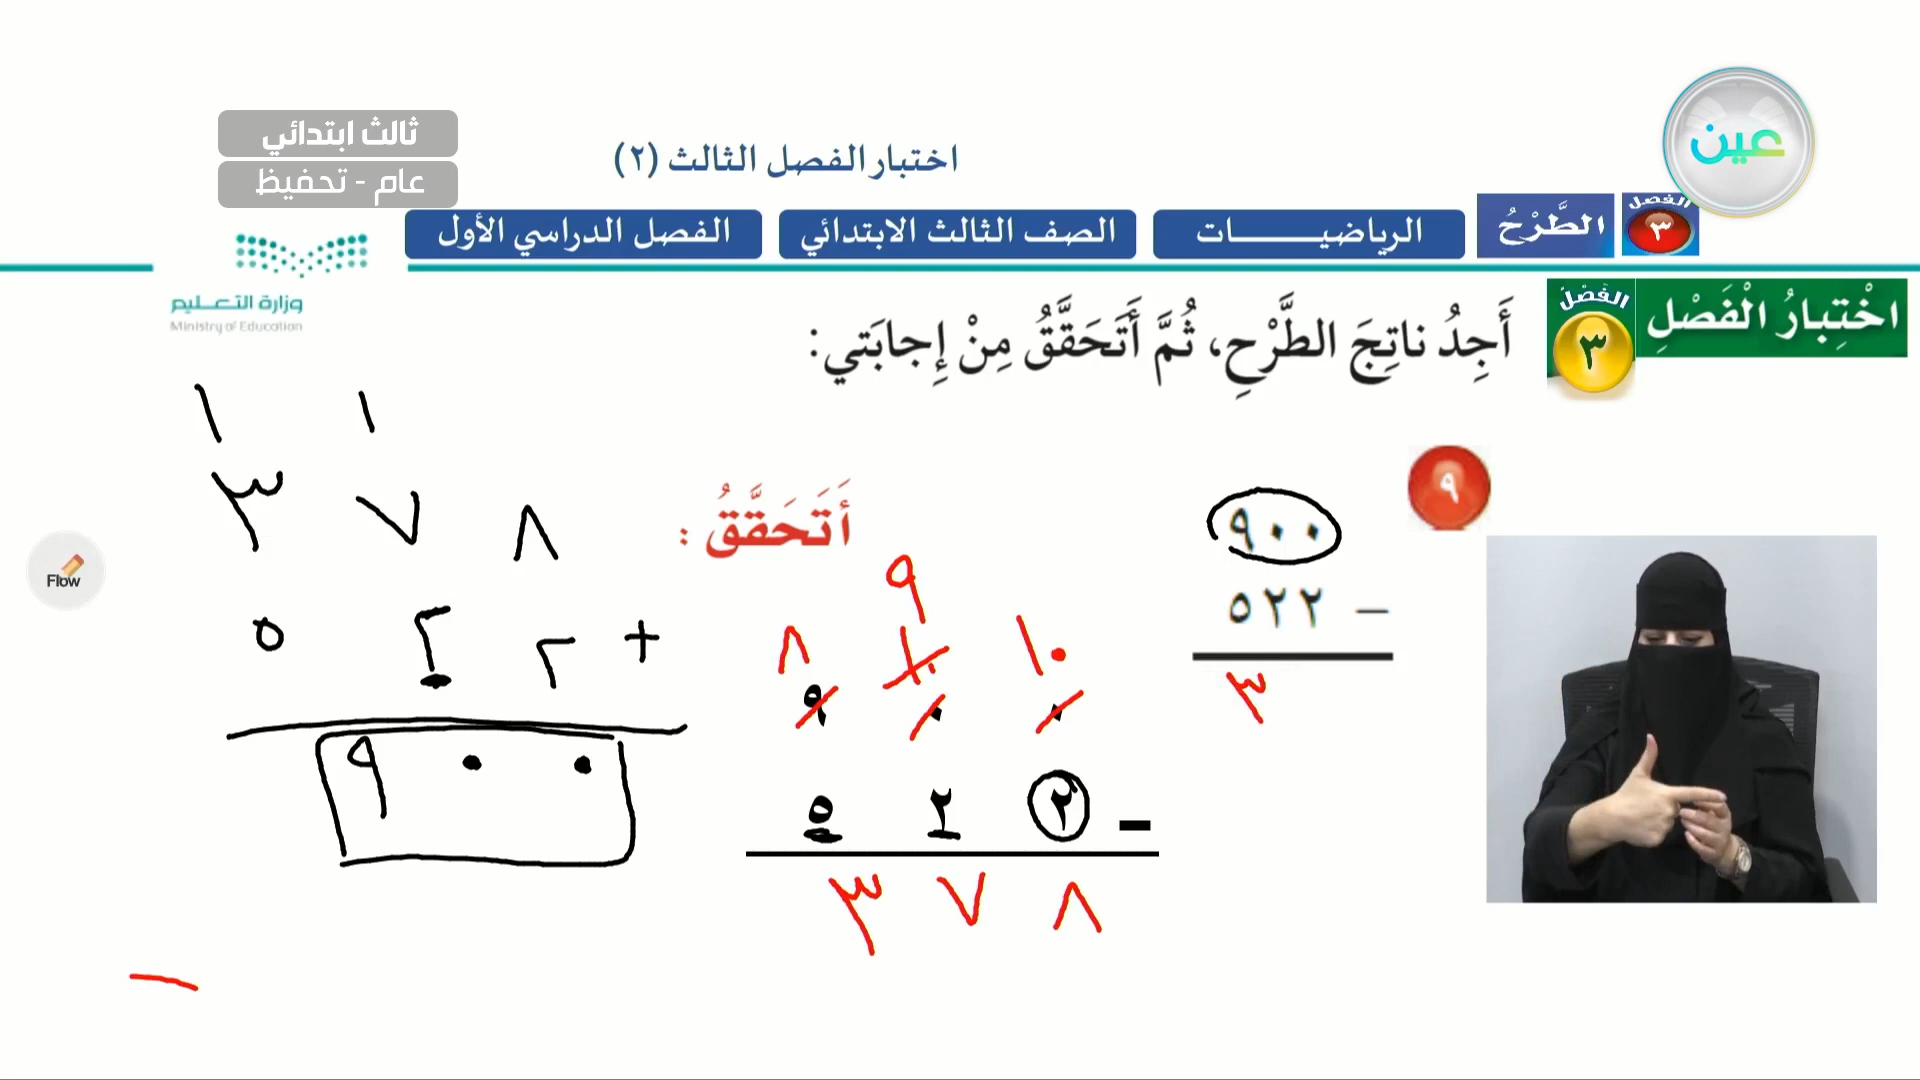 عين
ثالث ابتدائي
عام - تحفيظ
اختبار الفصل الثالث (٢)
الفصل ٣
الطَّرْحُ
الرياضيـــــــات
الصف الثالث الابتدائي
الفصل الدراسي الأول
وزارة التعـليم
Ministry of Education
اخْتِبارُ الْفَصْلِ
الفَصْلُ ٣
أَجِدُ ناتِجَ الطَّرْحِ، ثُمَّ أَتَحَقَّقُ مِنْ إِجابَتي:
٩
٩٠٠
٥٢٢ −
٣
أَتَحَقَّقُ :
٩
٨ ١٠ ١٠
٩ ٠ ٠
٥ ٢ ٢ -
٣ ٧ ٨
١ ١
٣ ٧ ٨
٥ ٢ ٢ +
٩ ٠ ٠
Flow